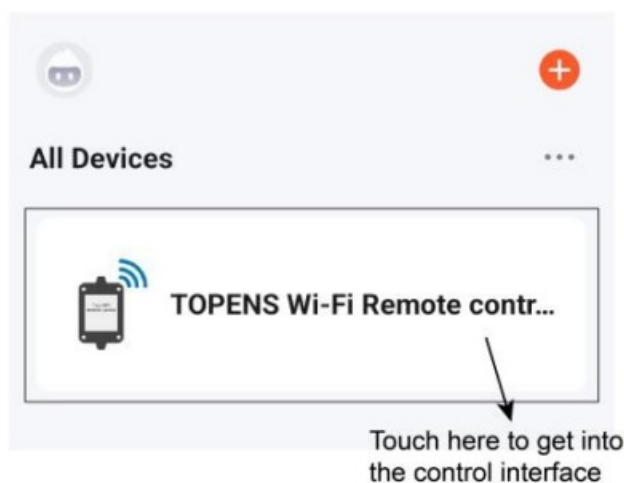 All Devices
TOPENS Wi-Fi Remote contr...
Touch here to get into
the control interface